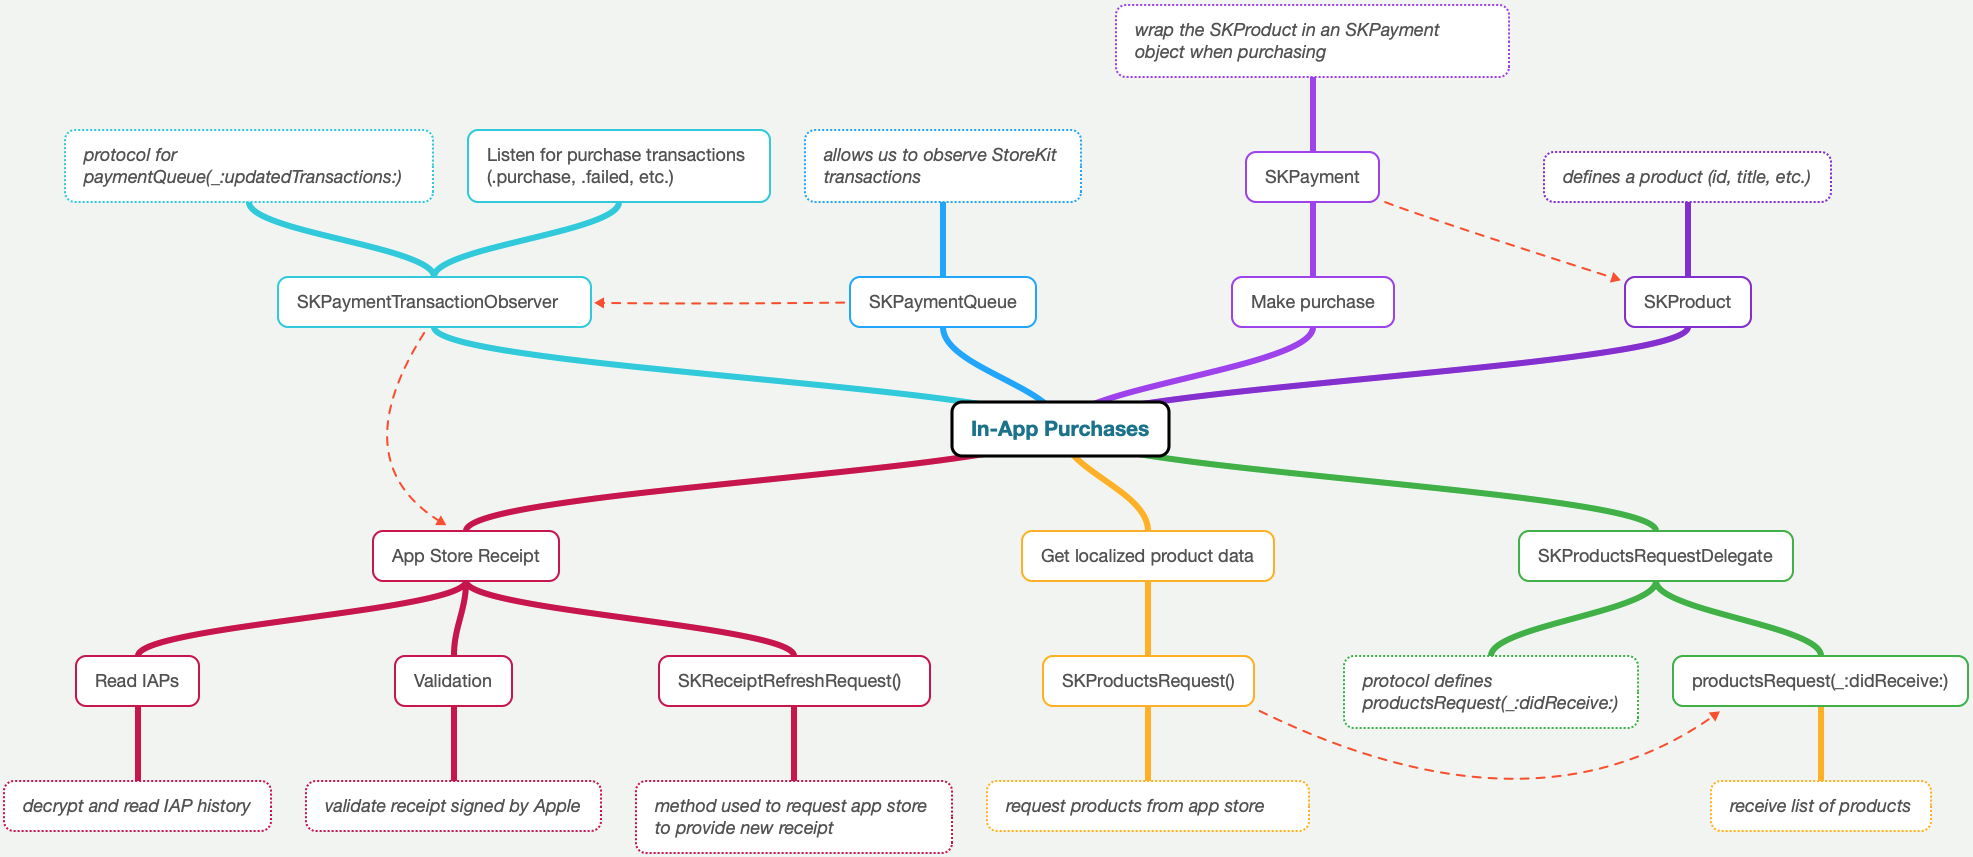 wrap the SKProduct in an SKPayment
object when purchasing
protocol for
paymentQueue(_:updatedTransactions:)
Listen for purchase transactions
(.purchase, .failed, etc.)
allows us to observe StoreKit
transactions
SKPayment
defines a product (id, title, etc.)
SKPaymentTransactionObserver
SKPaymentQueue
Make purchase
SKProduct
In-App Purchases
App Store Receipt
Get localized product data
SKProductsRequestDelegate
Read IAPs
Validation
SKReceiptRefreshRequest()
SKProductsRequest()
protocol defines
productsRequest(_:didReceive:)
productsRequest(_:didReceive:)
decrypt and read IAP history
validate receipt signed by Apple
method used to request app store
to provide new receipt
request products from app store
receive list of products